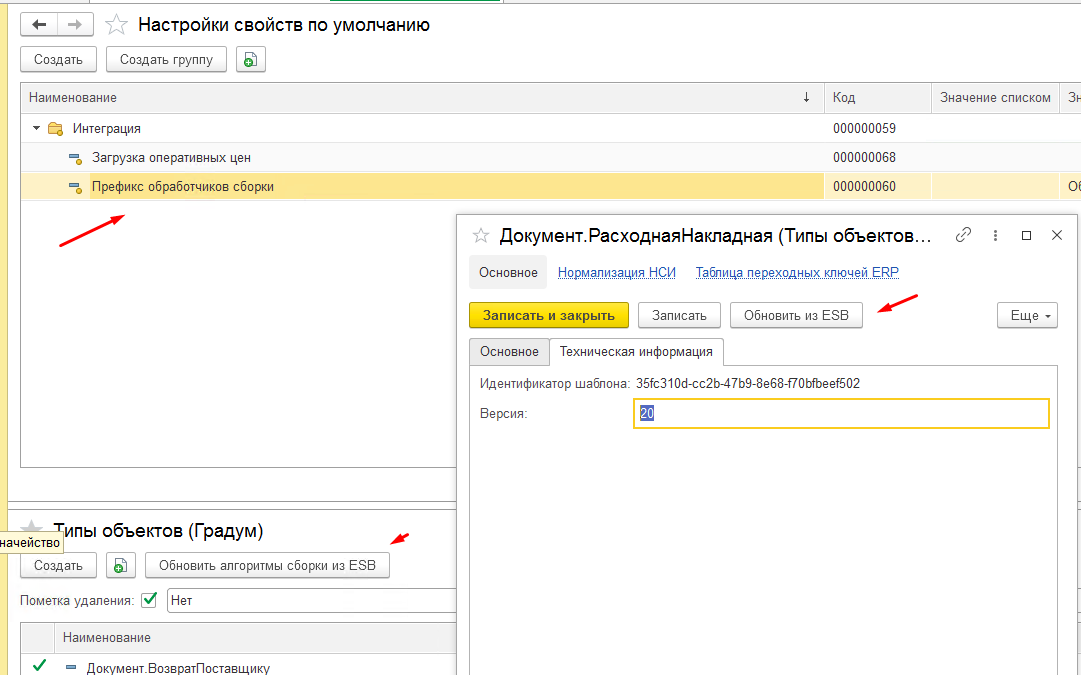 Настройки свойств по умолчанию
Создать Создать группу
Наименование ↓ Код Значение списком Зн
Интеграция 000000059
Загрузка оперативных цен 000000068
Префикс обработчиков сборки 000000060 Об
Документ.РасходнаяНакладная (Типы объектов...
Основное Нормализация НСИ Таблица переходных ключей ERP
Записать и закрыть Записать Обновить из ESB Еще
Основное Техническая информация
Идентификатор шаблона: 35fc310d-cc2b-47b9-8e68-f70bfbeef502
Версия: 20
Типы объектов (Градум)
начейство
Создать Обновить алгоритмы сборки из ESB
Пометка удаления: Нет
Наименование
Документ.ВозвратПоставщику